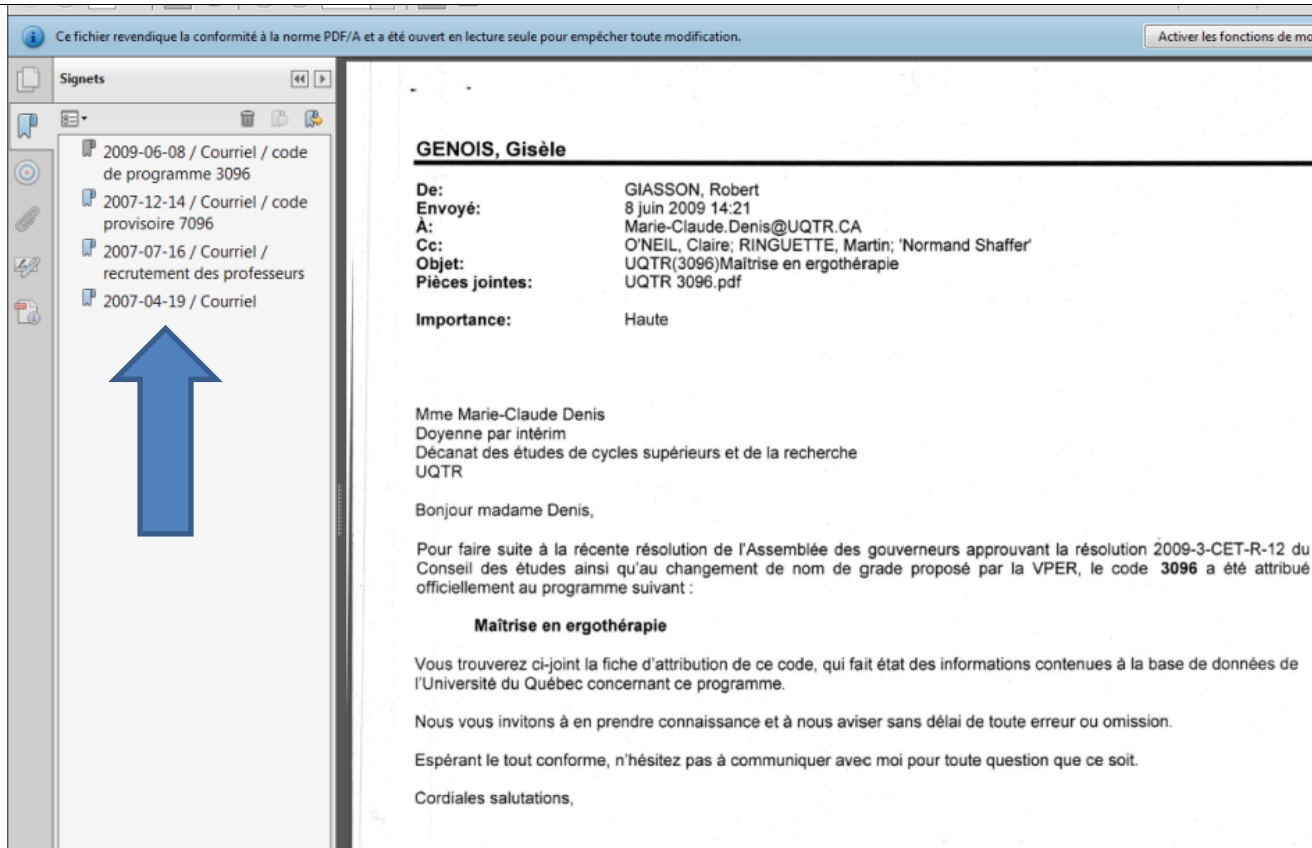 Ce fichier revendique la conformité à la norme PDF/A et a été ouvert en lecture seule pour empêcher toute modification.
Activer les fonctions de
Signets
2009-06-08 / Courriel / code
de programme 3096
2007-12-14 / Courriel / code
provisoire 7096
2007-07-16 / Courriel /
recrutement des professeurs
2007-04-19 / Courriel
GENOIS, Gisèle
De: GIASSON, Robert
Envoyé: 8 juin 2009 14:21
À: Marie-Claude.Denis@UQTR.CA
Cc: O'NEIL, Claire; RINGUETTE, Martin; 'Normand Shaffer'
Objet: UQTR(3096)Maîtrise en ergothérapie
Pièces jointes: UQTR 3096.pdf
Importance: Haute
Mme Marie-Claude Denis
Doyenne par intérim
Décanat des études de cycles supérieurs et de la recherche
UQTR
Bonjour madame Denis,
Pour faire suite à la récente résolution de l'Assemblée des gouverneurs approuvant la résolution 2009-3-CET-R-12 du
Conseil des études ainsi qu'au changement de nom de grade proposé par la VPER, le code 3096 a été attribué
officiellement au programme suivant :
Maîtrise en ergothérapie
Vous trouverez ci-joint la fiche d'attribution de ce code, qui fait état des informations contenues à la base de données de
l'Université du Québec concernant ce programme.
Nous vous invitons à en prendre connaissance et à nous aviser sans délai de toute erreur ou omission.
Espérant le tout conforme, n'hésitez pas à communiquer avec moi pour toute question que ce soit.
Cordiales salutations,